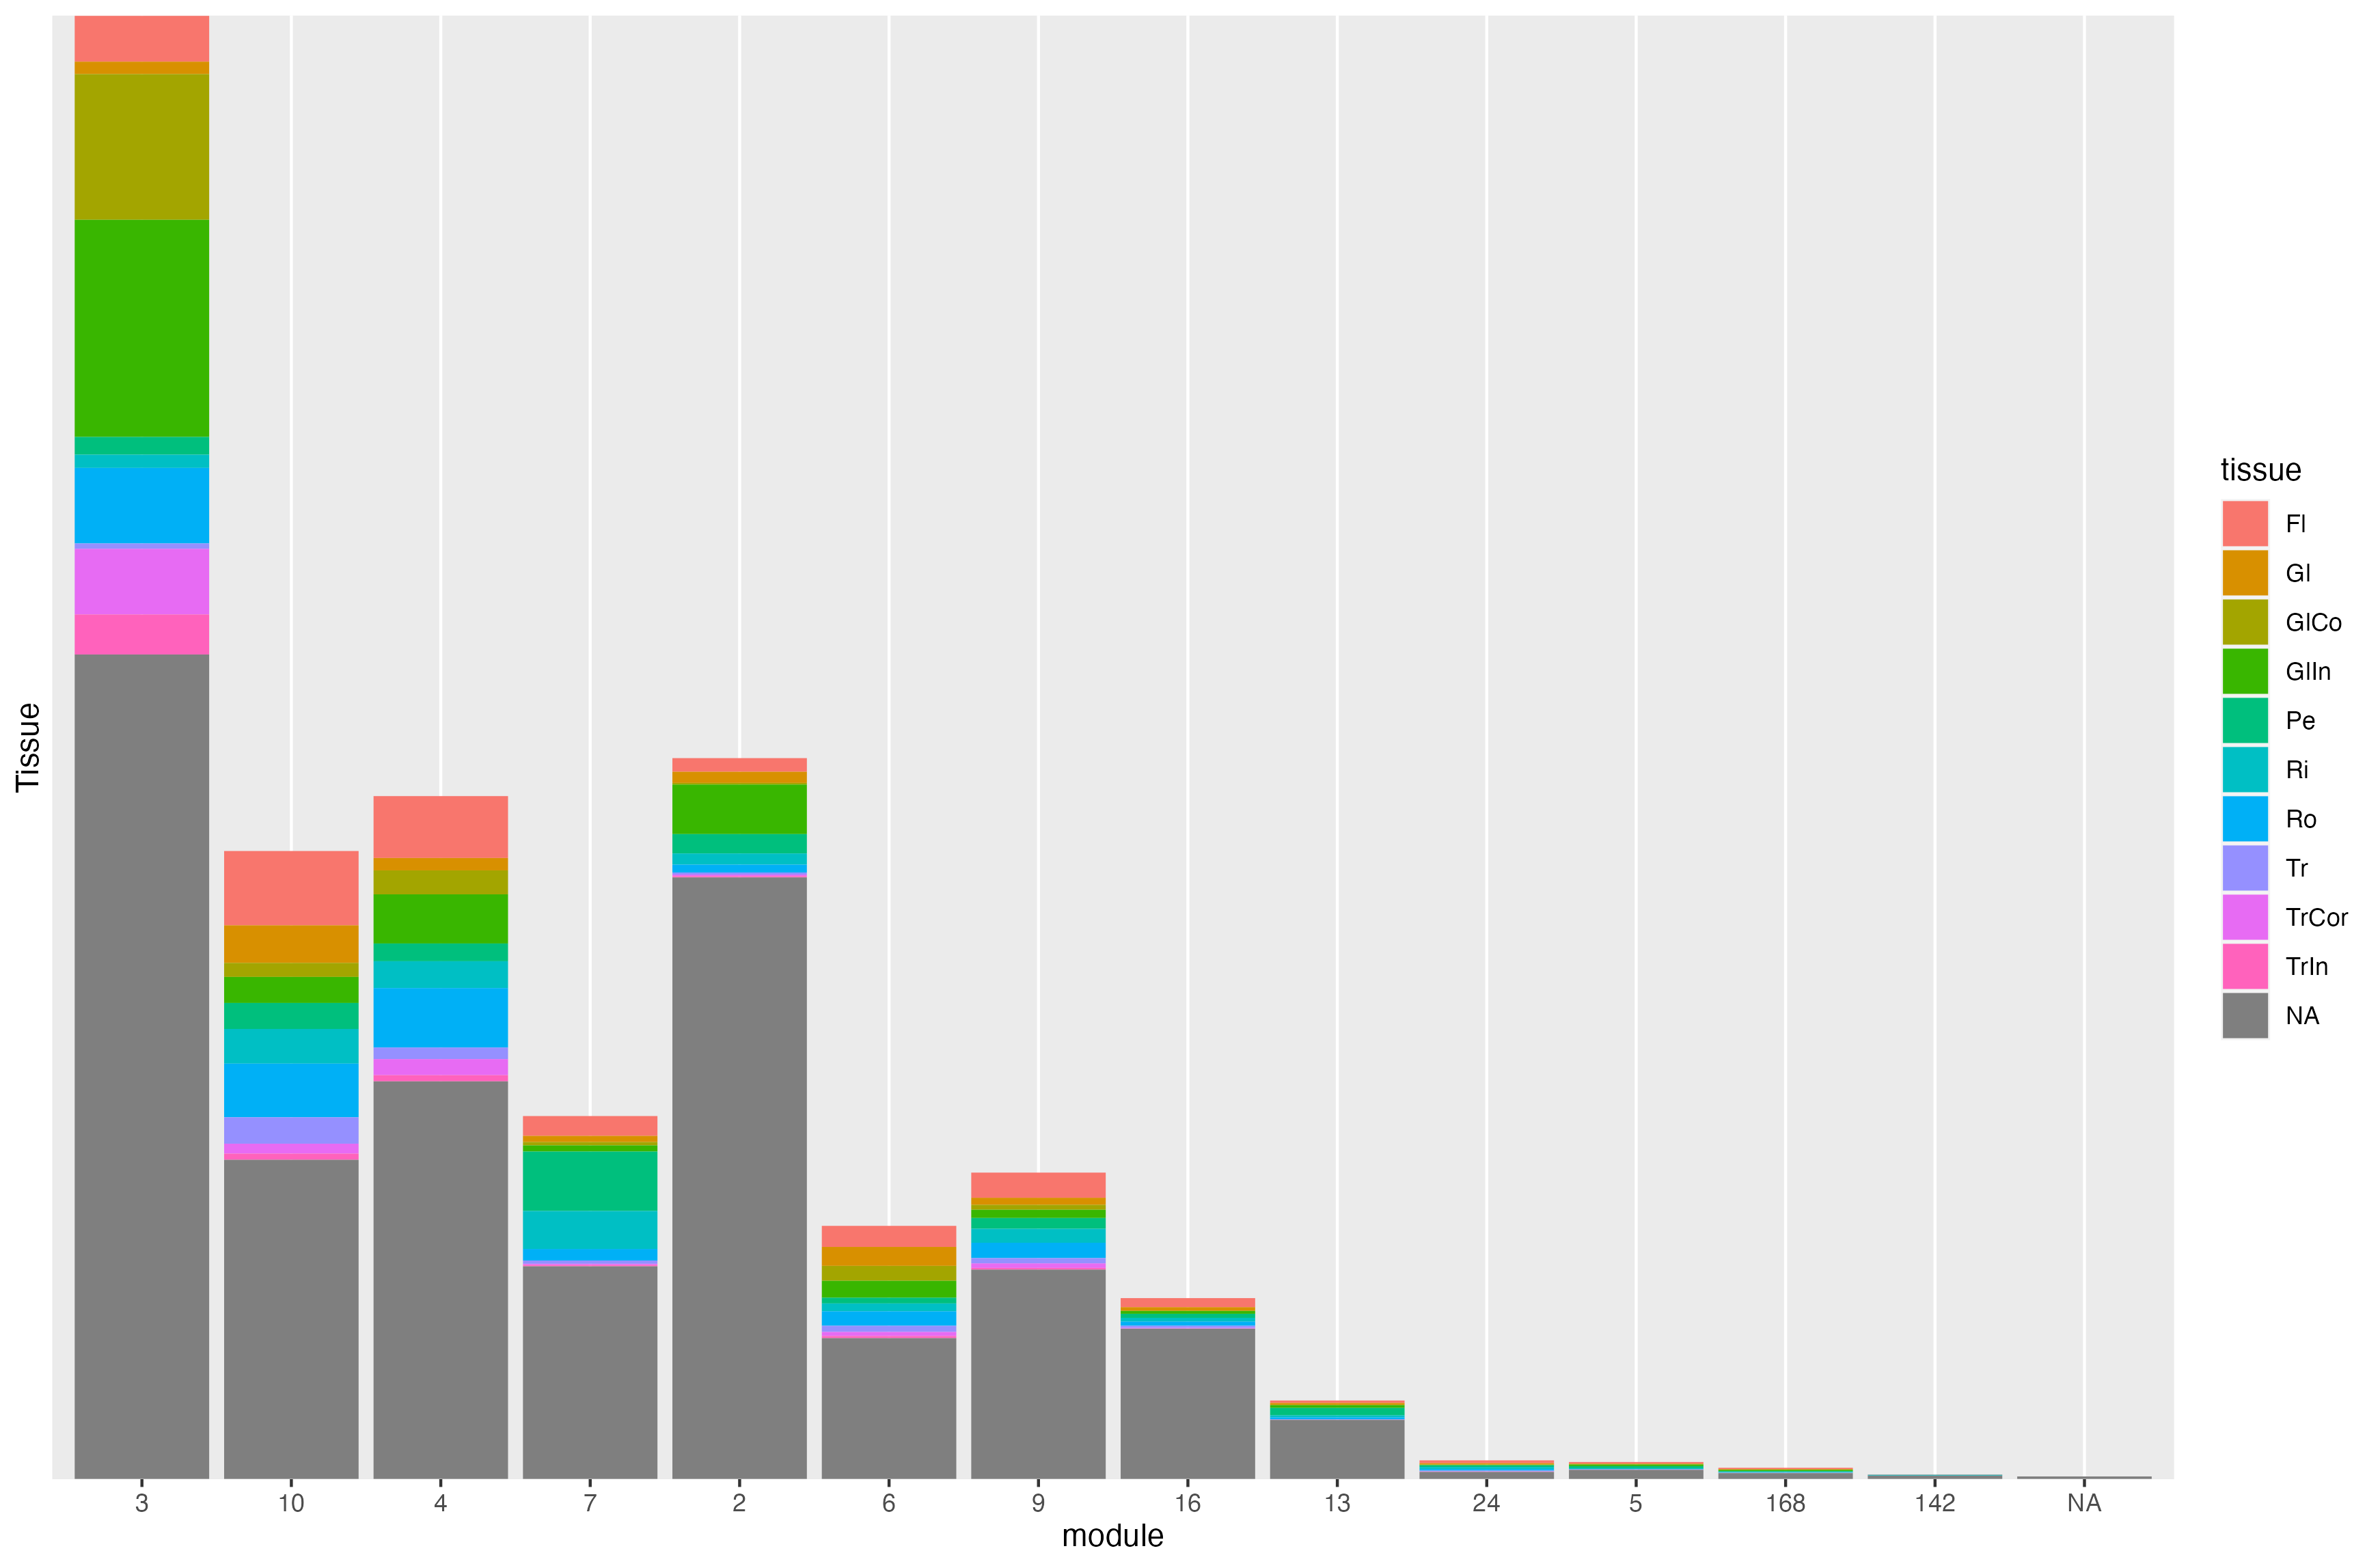 Tissue
3 10 4 7 2 6 9 16 13 24 5 168 142 NA
module
tissue
Fl
Gl
GlCo
GlIn
Pe
Ri
Ro
Tr
TrCor
TrIn
NA